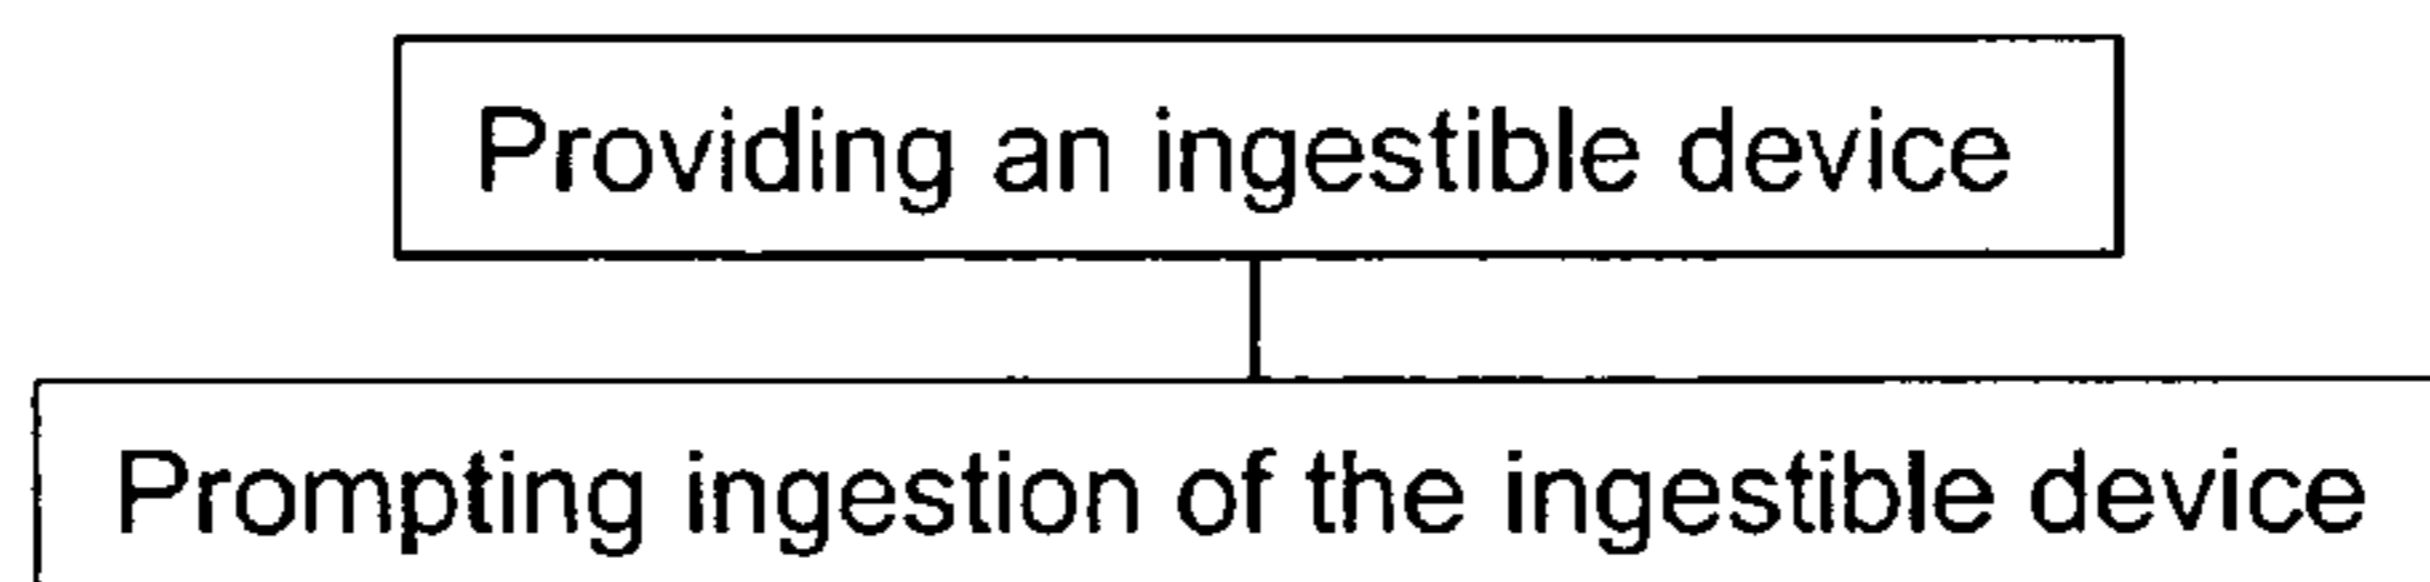 Providing an ingestible device
Prompting ingestion of the ingestible device